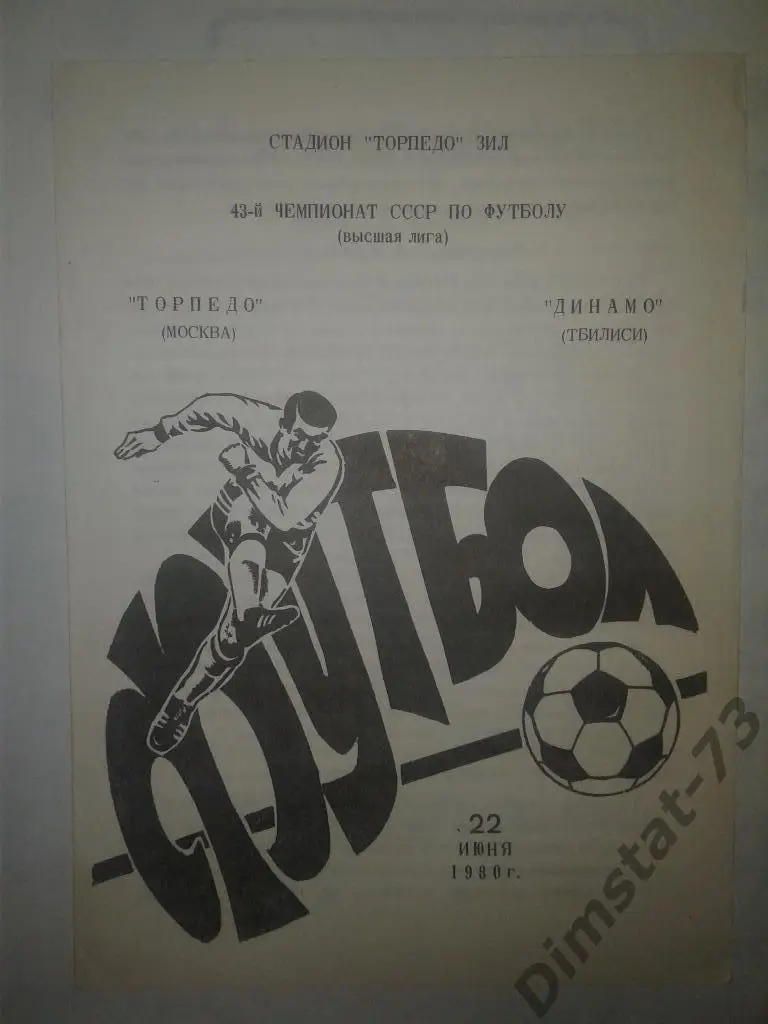 СТАДИОН "ТОРПЕДО" ЗИЛ
43-й ЧЕМПИОНАТ СССР ПО ФУТБОЛУ
(высшая лига)
"ТОРПЕДО"
(МОСКВА)
"ДИНАМО"
(ТБИЛИСИ)
ФУТБОЛ
22
ИЮНЯ
1980г.
Dimstat-73